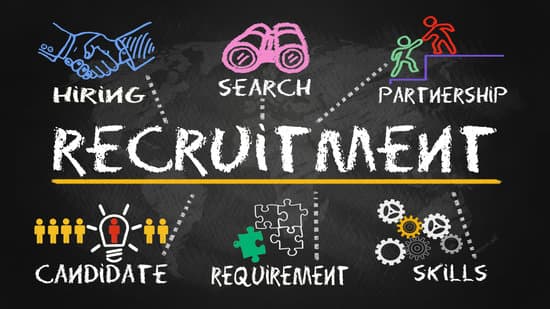 HIRING
SEARCH
PARTNERSHIP
RECRUITMENT
CANDIDATE
REQUIREMENT
SKILLS